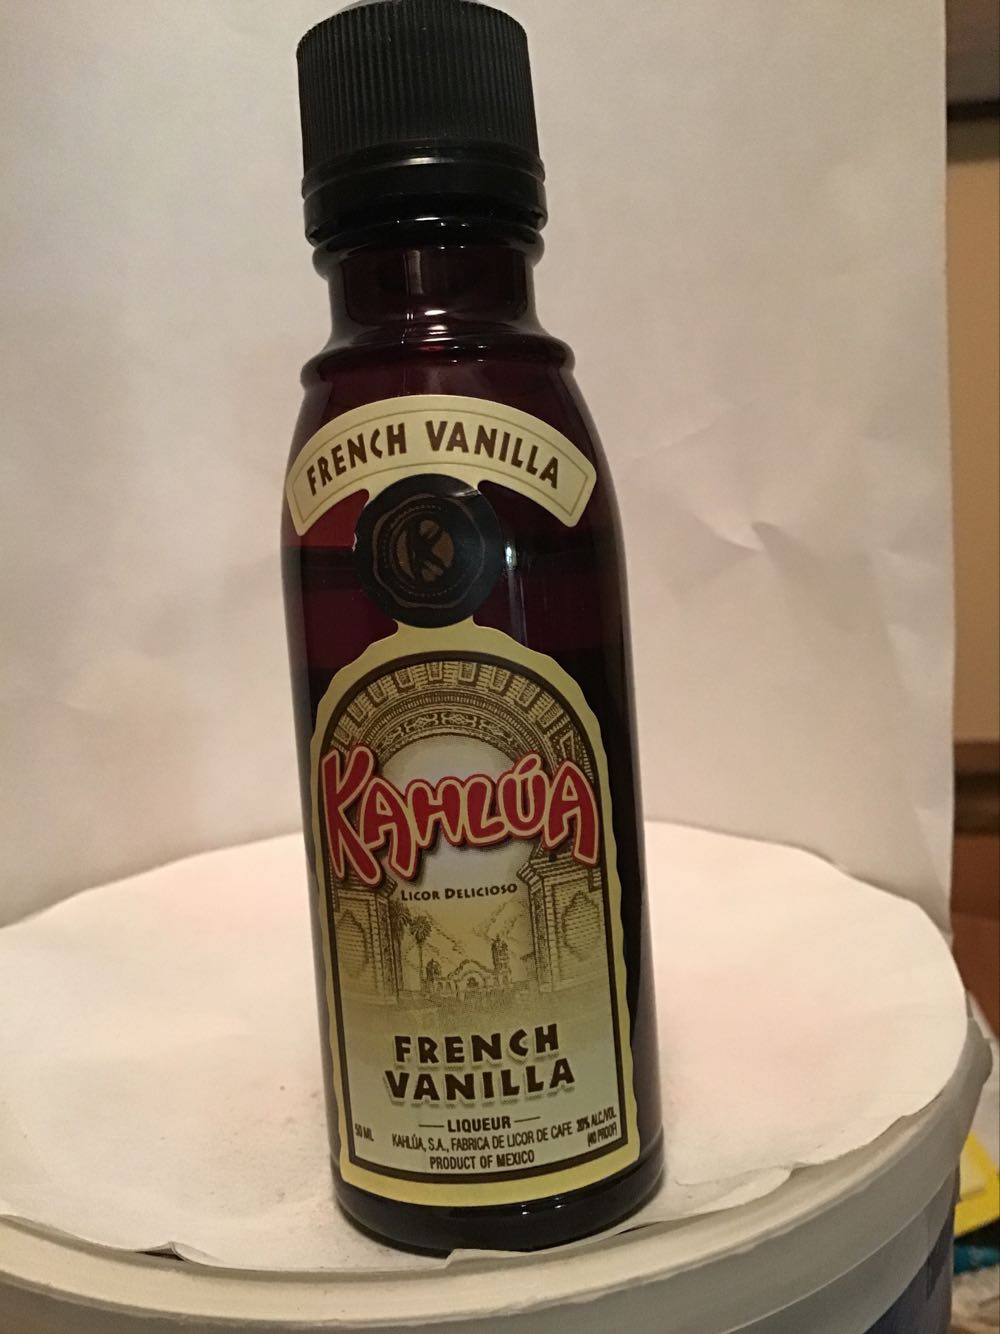 FRENCH VANILLA
K
KAHLÚA
LICOR DELICIOSO
FRENCH
VANILLA
LIQUEUR
50 ML
KAHLÚA, S.A., FABRICA DE LICOR DE CAFE 20% ALC./VOL.
(40 PROOF)
PRODUCT OF MEXICO